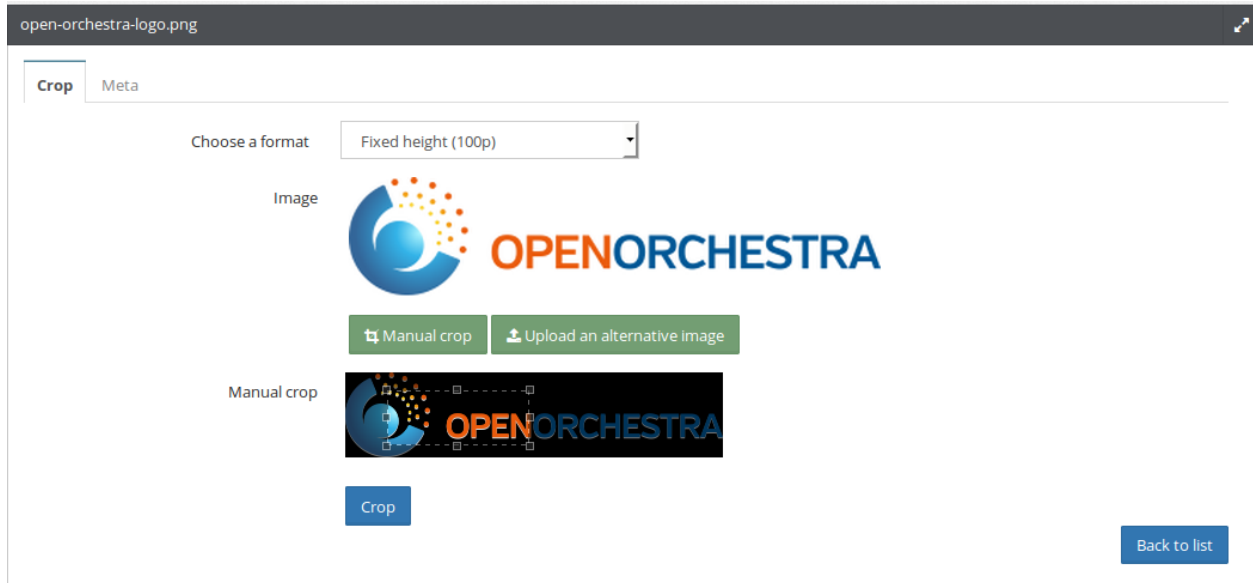 open-orchestra-logo.png
Crop Meta
Choose a format Fixed height (100p)
Image
OPENORCHESTRA
Manual crop Upload an alternative image
Manual crop
OPENORCHESTRA
Crop
Back to list